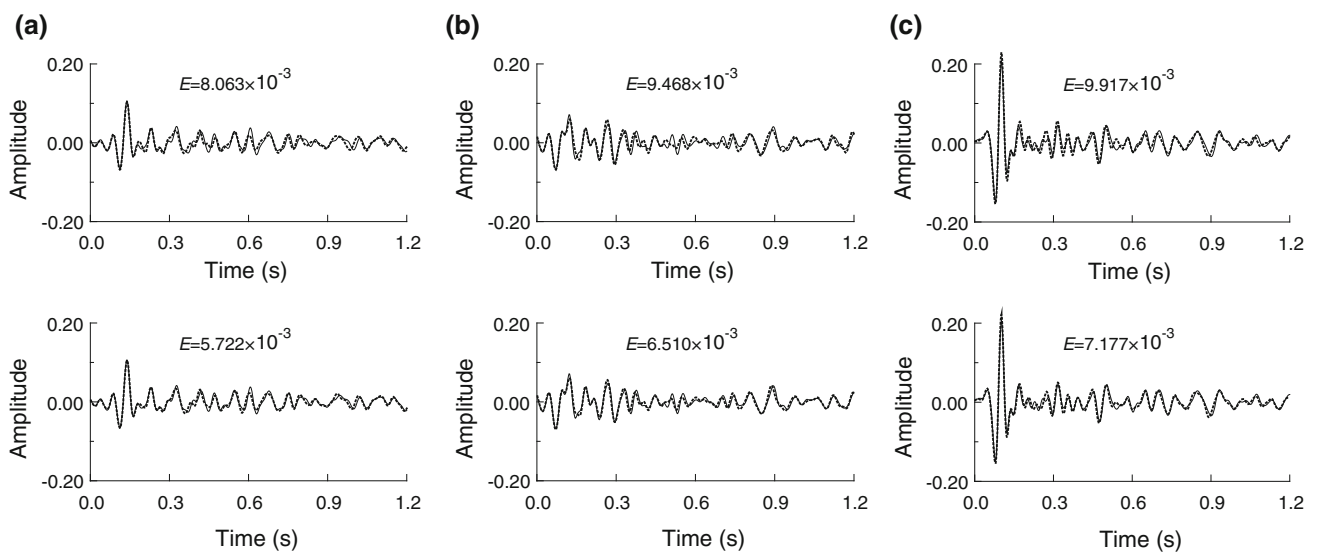 (a)
0.20
E=8.063×10-3
Amplitude
0.00
-0.20
0.0 0.3 0.6 0.9 1.2
Time (s)
0.20
E=5.722×10-3
Amplitude
0.00
-0.20
0.0 0.3 0.6 0.9 1.2
Time (s)
(b)
0.20
E=9.468×10-3
Amplitude
0.00
-0.20
0.0 0.3 0.6 0.9 1.2
Time (s)
0.20
E=6.510×10-3
Amplitude
0.00
-0.20
0.0 0.3 0.6 0.9 1.2
Time (s)
(c)
0.20
E=9.917×10-3
Amplitude
0.00
-0.20
0.0 0.3 0.6 0.9 1.2
Time (s)
0.20
E=7.177×10-3
Amplitude
0.00
-0.20
0.0 0.3 0.6 0.9 1.2
Time (s)